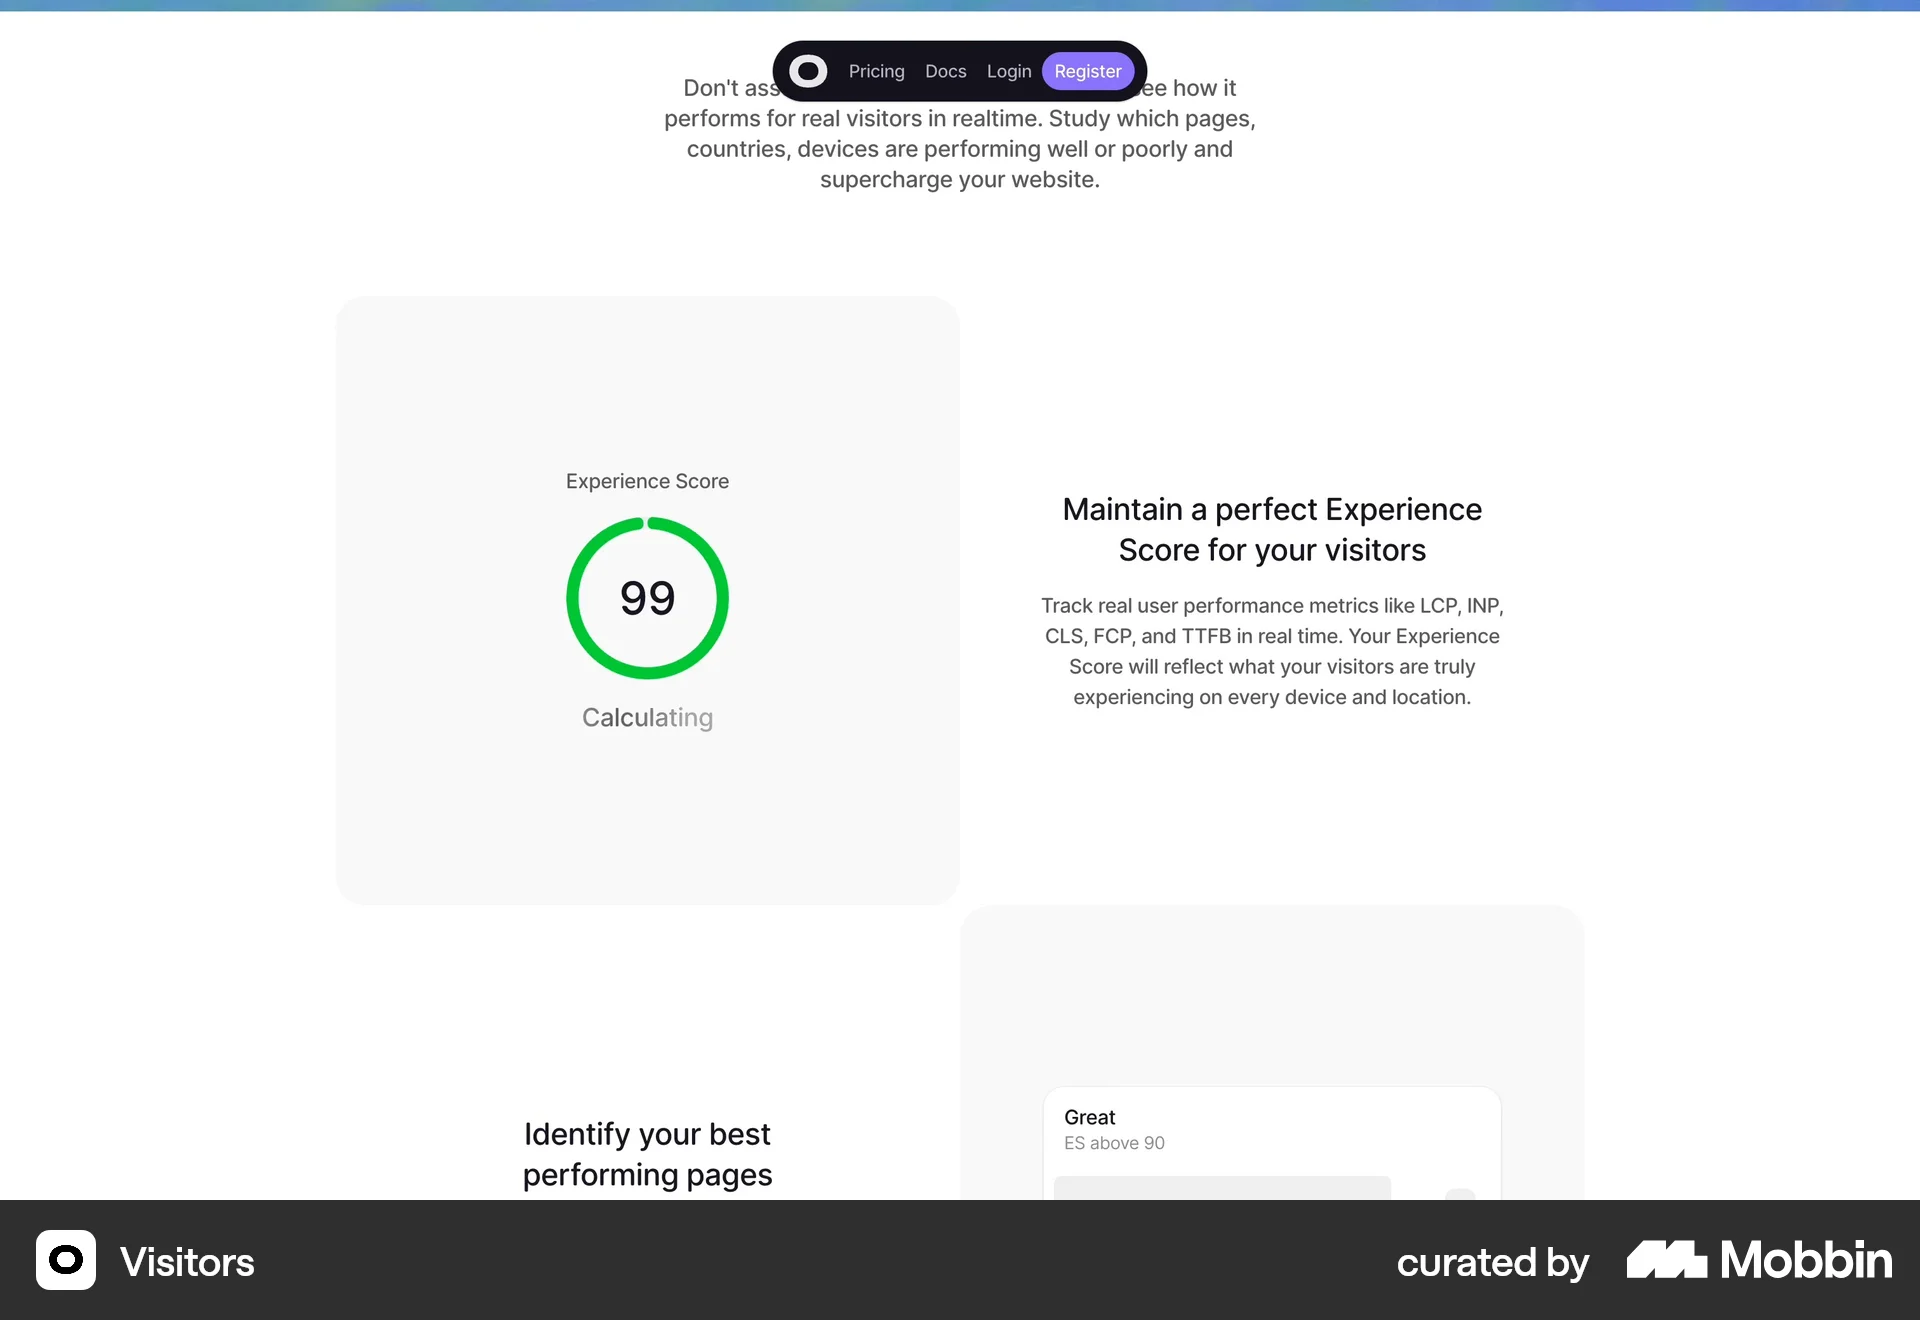 Pricing Docs Login Register
Don't ass ee how it
performs for real visitors in realtime. Study which pages,
countries, devices are performing well or poorly and
supercharge your website.
Experience Score
99
Calculating
Maintain a perfect Experience
Score for your visitors
Track real user performance metrics like LCP, INP,
CLS, FCP, and TTFB in real time. Your Experience
Score will reflect what your visitors are truly
experiencing on every device and location.
Identify your best
performing pages
Great
ES above 90
Visitors
curated by Mobbin